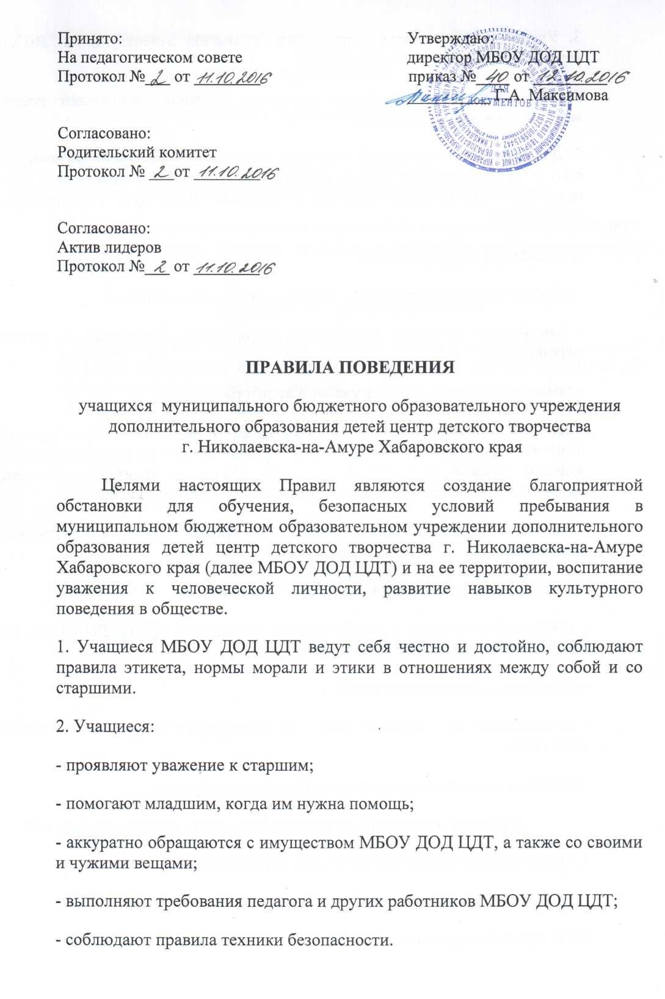 Принято:
На педагогическом совете
Протокол № 2 от 11.10.2016
Утверждаю:
директор МБОУ ДОД ЦДТ
приказ № 40 от 12.10.2016
Г.А. Максимова
ДЛЯ
ДОКУМЕНТОВ
Согласовано:
Родительский комитет
Протокол № 2 от 11.10.2016
Согласовано:
Актив лидеров
Протокол № 2 от 11.10.2016
ПРАВИЛА ПОВЕДЕНИЯ
учащихся муниципального бюджетного образовательного учреждения
дополнительного образования детей центр детского творчества
г. Николаевска-на-Амуре Хабаровского края
Целями настоящих Правил являются создание благоприятной
обстановки для обучения, безопасных условий пребывания в
муниципальном бюджетном образовательном учреждении дополнительного
образования детей центр детского творчества г. Николаевска-на-Амуре
Хабаровского края (далее МБОУ ДОД ЦДТ) и на ее территории, воспитание
уважения к человеческой личности, развитие навыков культурного
поведения в обществе.
1. Учащиеся МБОУ ДОД ЦДТ ведут себя честно и достойно, соблюдают
правила этикета, нормы морали и этики в отношениях между собой и со
старшими.
2. Учащиеся:
- проявляют уважение к старшим;
- помогают младшим, когда им нужна помощь;
- аккуратно обращаются с имуществом МБОУ ДОД ЦДТ, а также со своими
и чужими вещами;
- выполняют требования педагога и других работников МБОУ ДОД ЦДТ;
- соблюдают правила техники безопасности.